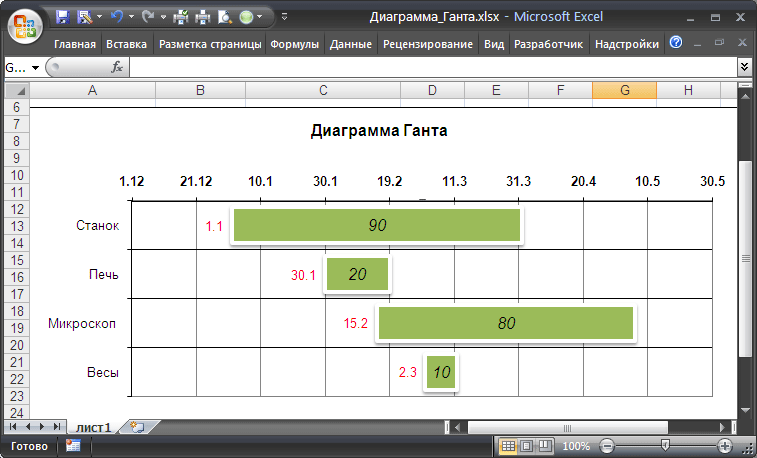 Диаграмма_Ганта.xlsx - Microsoft Excel
Главная Вставка Разметка страницы Формулы Данные Рецензирование Вид Разработчик Надстройки
G... fx
A B C D E F G H
6
7
Диаграмма Ганта
8
9
10
1.12 21.12 10.1 30.1 19.2 11.3 31.3 20.4 10.5 30.5
11
12
13 Станок 1.1 90
14
15
16 Печь 30.1 20
17
18
19 Микроскоп 15.2 80
20
21
22 Весы 2.3 10
23
24
лист1
Готово 100%